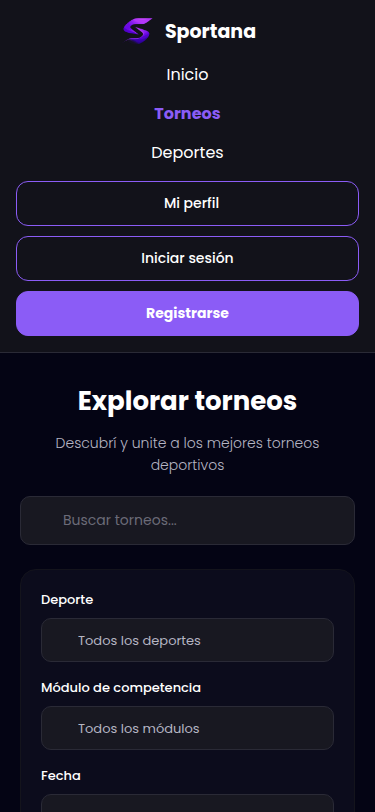 Sportana
Inicio
Torneos
Deportes
Mi perfil
Iniciar sesión
Registrarse
Explorar torneos
Descubrí y unite a los mejores torneos
deportivos
Buscar torneos...
Deporte
Todos los deportes
Módulo de competencia
Todos los módulos
Fecha